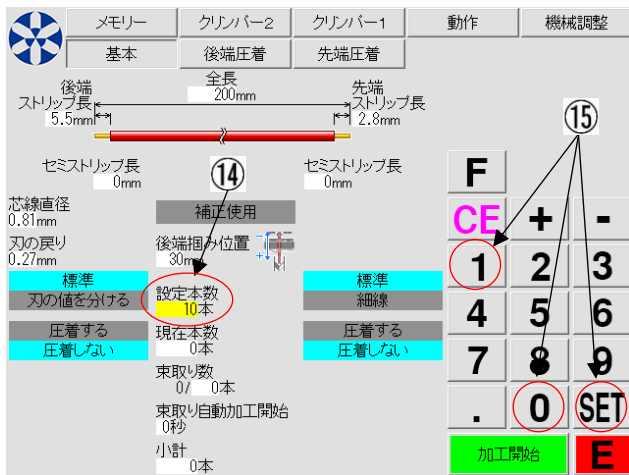 メモリー
クリンパー2
クリンパー1
動作
機械調整
基本
後端圧着
先端圧着
後端
ストリップ長
5.5mm
全長
200mm
先端
ストリップ長
2.8mm
⑮
セミストリップ長
0mm
⑭
セミストリップ長
0mm
F
芯線直径
0.81mm
補正使用
CE
+
-
刃の戻り
0.27mm
後端掴み位置
30mm
-
+
M
1
2
3
標準
刃の値を分ける
設定本数
10本
標準
細線
4
5
6
圧着する
圧着しない
現在本数
0本
圧着する
圧着しない
7
8
9
束取り数
0/ 0本
束取り自動加工開始
0秒
.
0
SET
小計
0本
加工開始
E